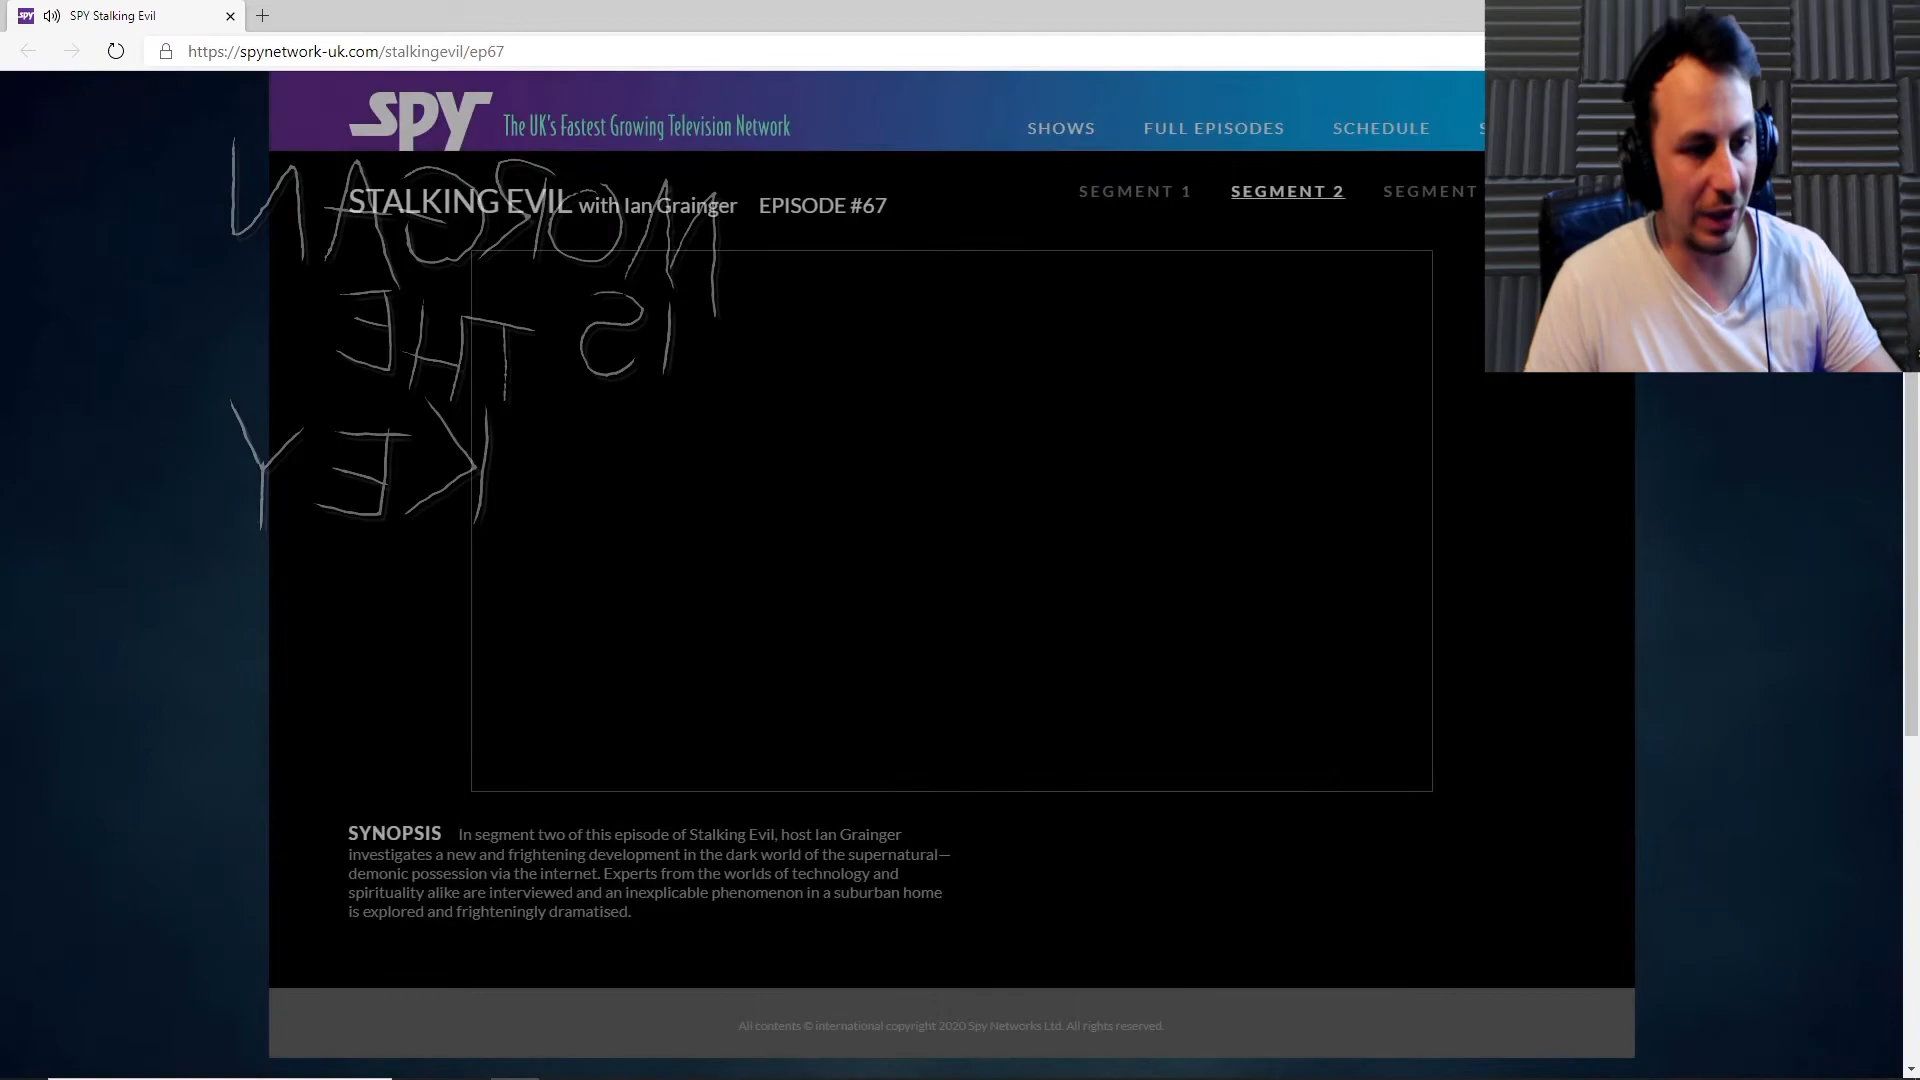 SPY Stalking Evil
https://spynetwork-uk.com/stalkingevil/ep67
SPY The UK's Fastest Growing Television Network
SHOWS FULL EPISODES SCHEDULE
STALKING EVIL with Ian Grainger EPISODE #67
SEGMENT 1 SEGMENT 2 SEGMENT
MORGAN
IS THE
KEY
SYNOPSIS In segment two of this episode of Stalking Evil, host Ian Grainger
investigates a new and frightening development in the dark world of the supernatural—
demonic possession via the internet. Experts from the worlds of technology and
spirituality alike are interviewed and an inexplicable phenomenon in a suburban home
is explored and frighteningly dramatised.
All contents © international copyright 2020 Spy Networks Ltd. All rights reserved.